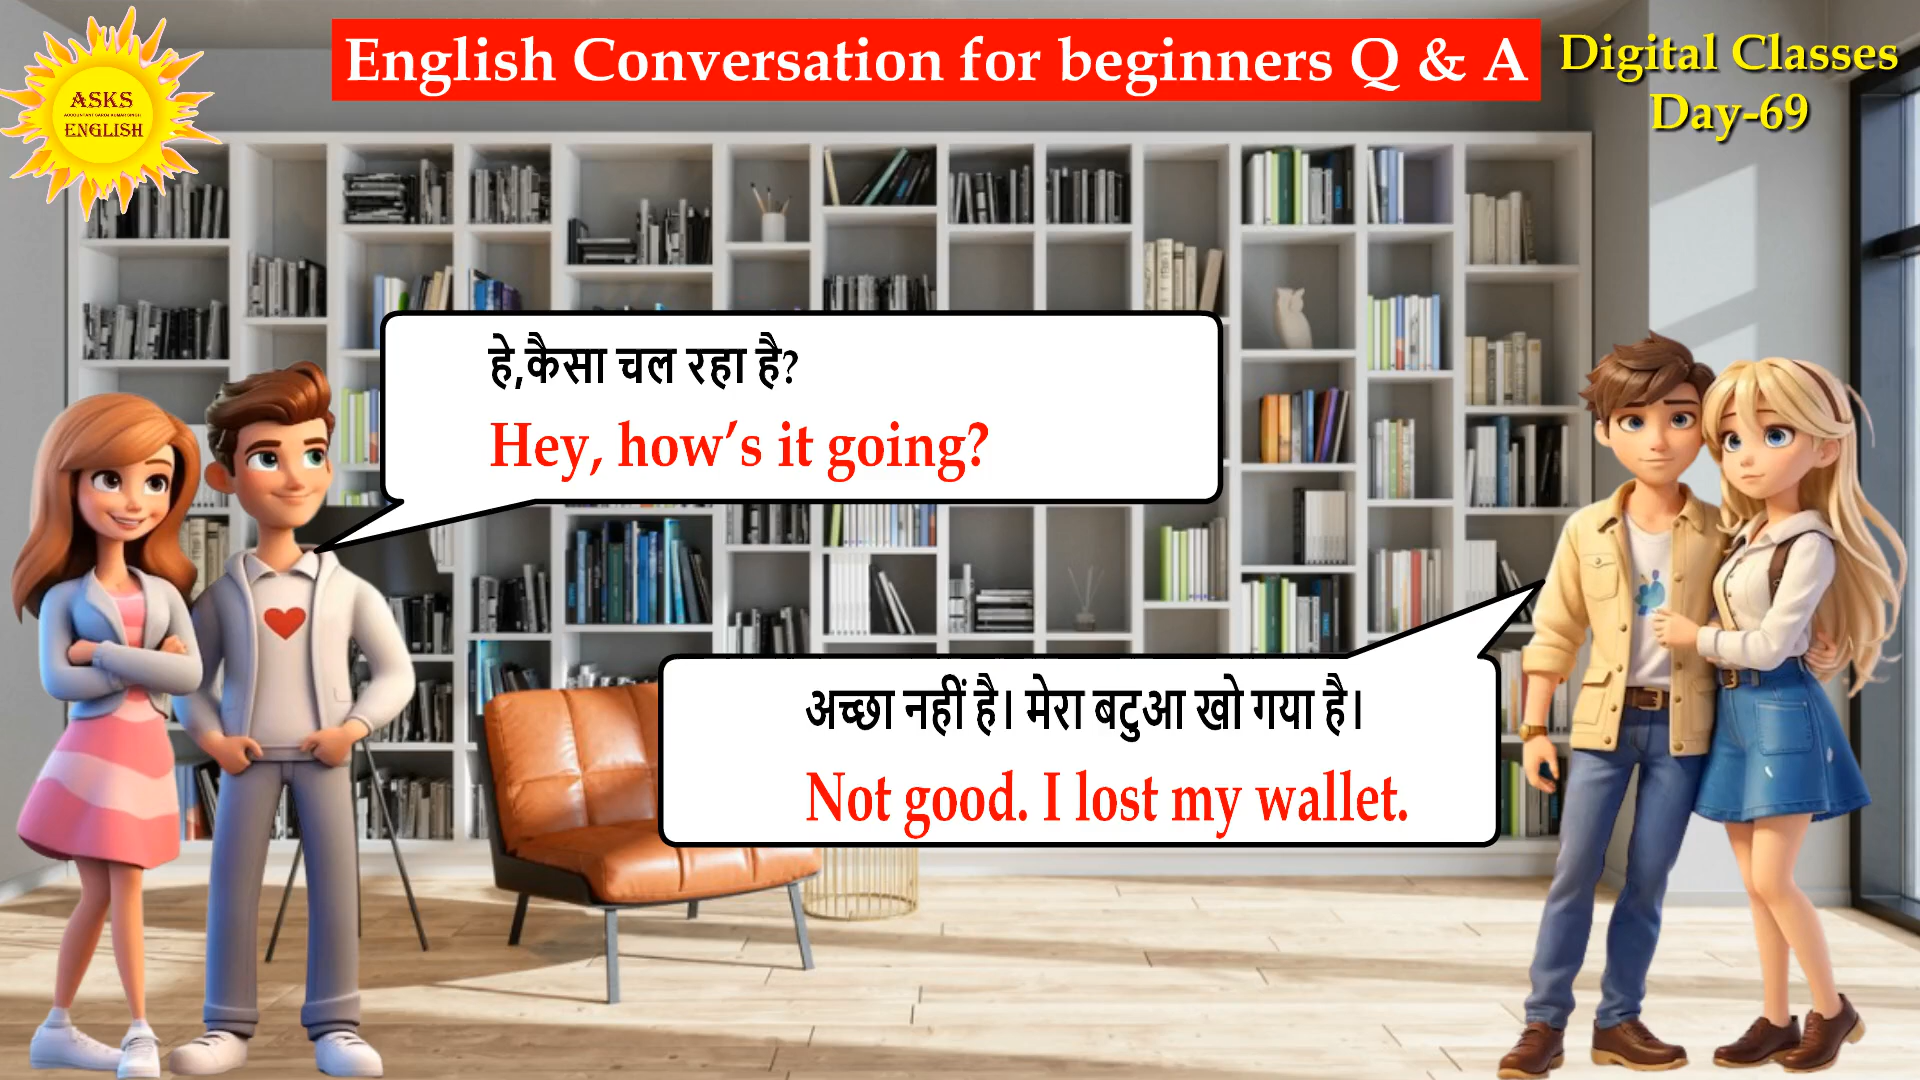 ASKS
ENGLISH
English Conversation for beginners Q & A
Digital Classes
Day-69
हे,कैसा चल रहा है?
Hey, how’s it going?
अच्छा नहीं है। मेरा बटुआ खो गया है।
Not good. I lost my wallet.